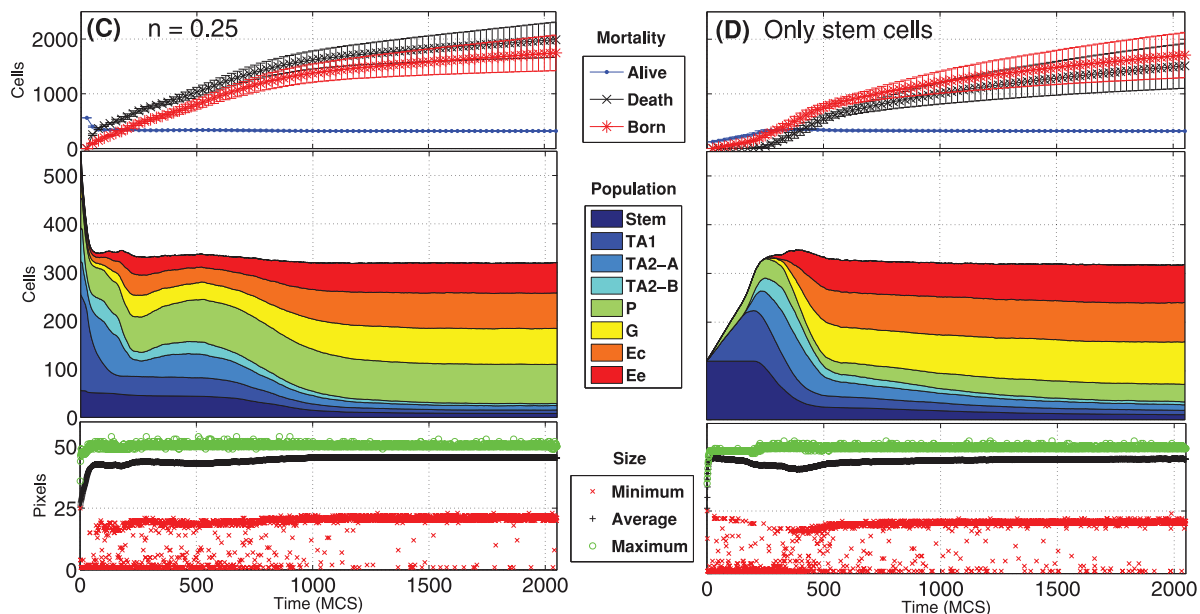 (C) n = 0.25
Cells
2000
1000
0
Mortality
Alive
Death
Born
(D) Only stem cells
Cells
500
400
300
200
100
0
Population
Stem
TA1
TA2-A
TA2-B
P
G
Ec
Ee
Pixels
50
25
0
Size
Minimum
Average
Maximum
0 500 1000 1500 2000
Time (MCS)
0 500 1000 1500 2000
Time (MCS)